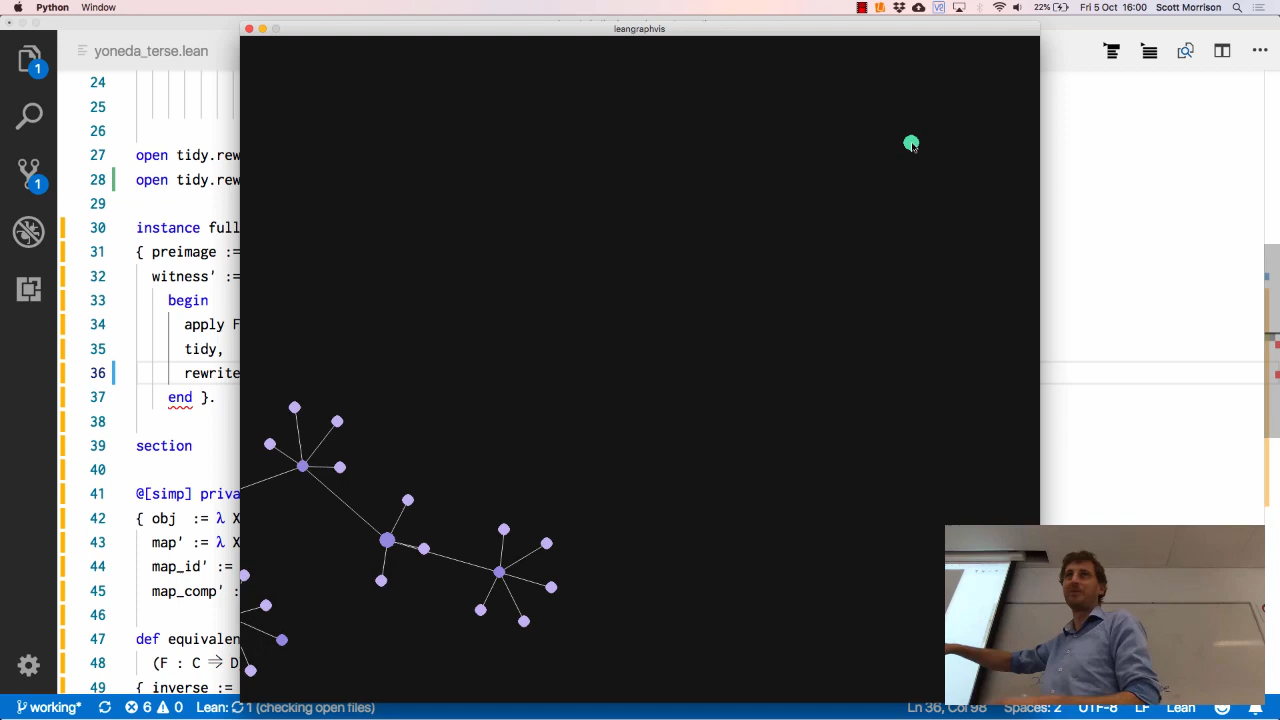 Python Window 22% Fri 5 Oct 16:00 Scott Morrison
leangraphvis
yoneda_terse.lean
24
25
26
27 open tidy.rew
28 open tidy.rew
29
30 instance full
31 { preimage :=
32 witness' :=
33 begin
34 apply F
35 tidy,
36 rewrite
37 end }.
38
39 section
40
41 @[simp] priva
42 { obj := λ X
43 map' := λ X
44 map_id' :=
45 map_comp' :
46
47 def equivalen
48 (F : C ⇒ D
49 { inverse :=
1
1
working* 6 0 Lean: 1 (checking open files) Ln 36, Col 98 Spaces: 2 UTF-8 LF Lean